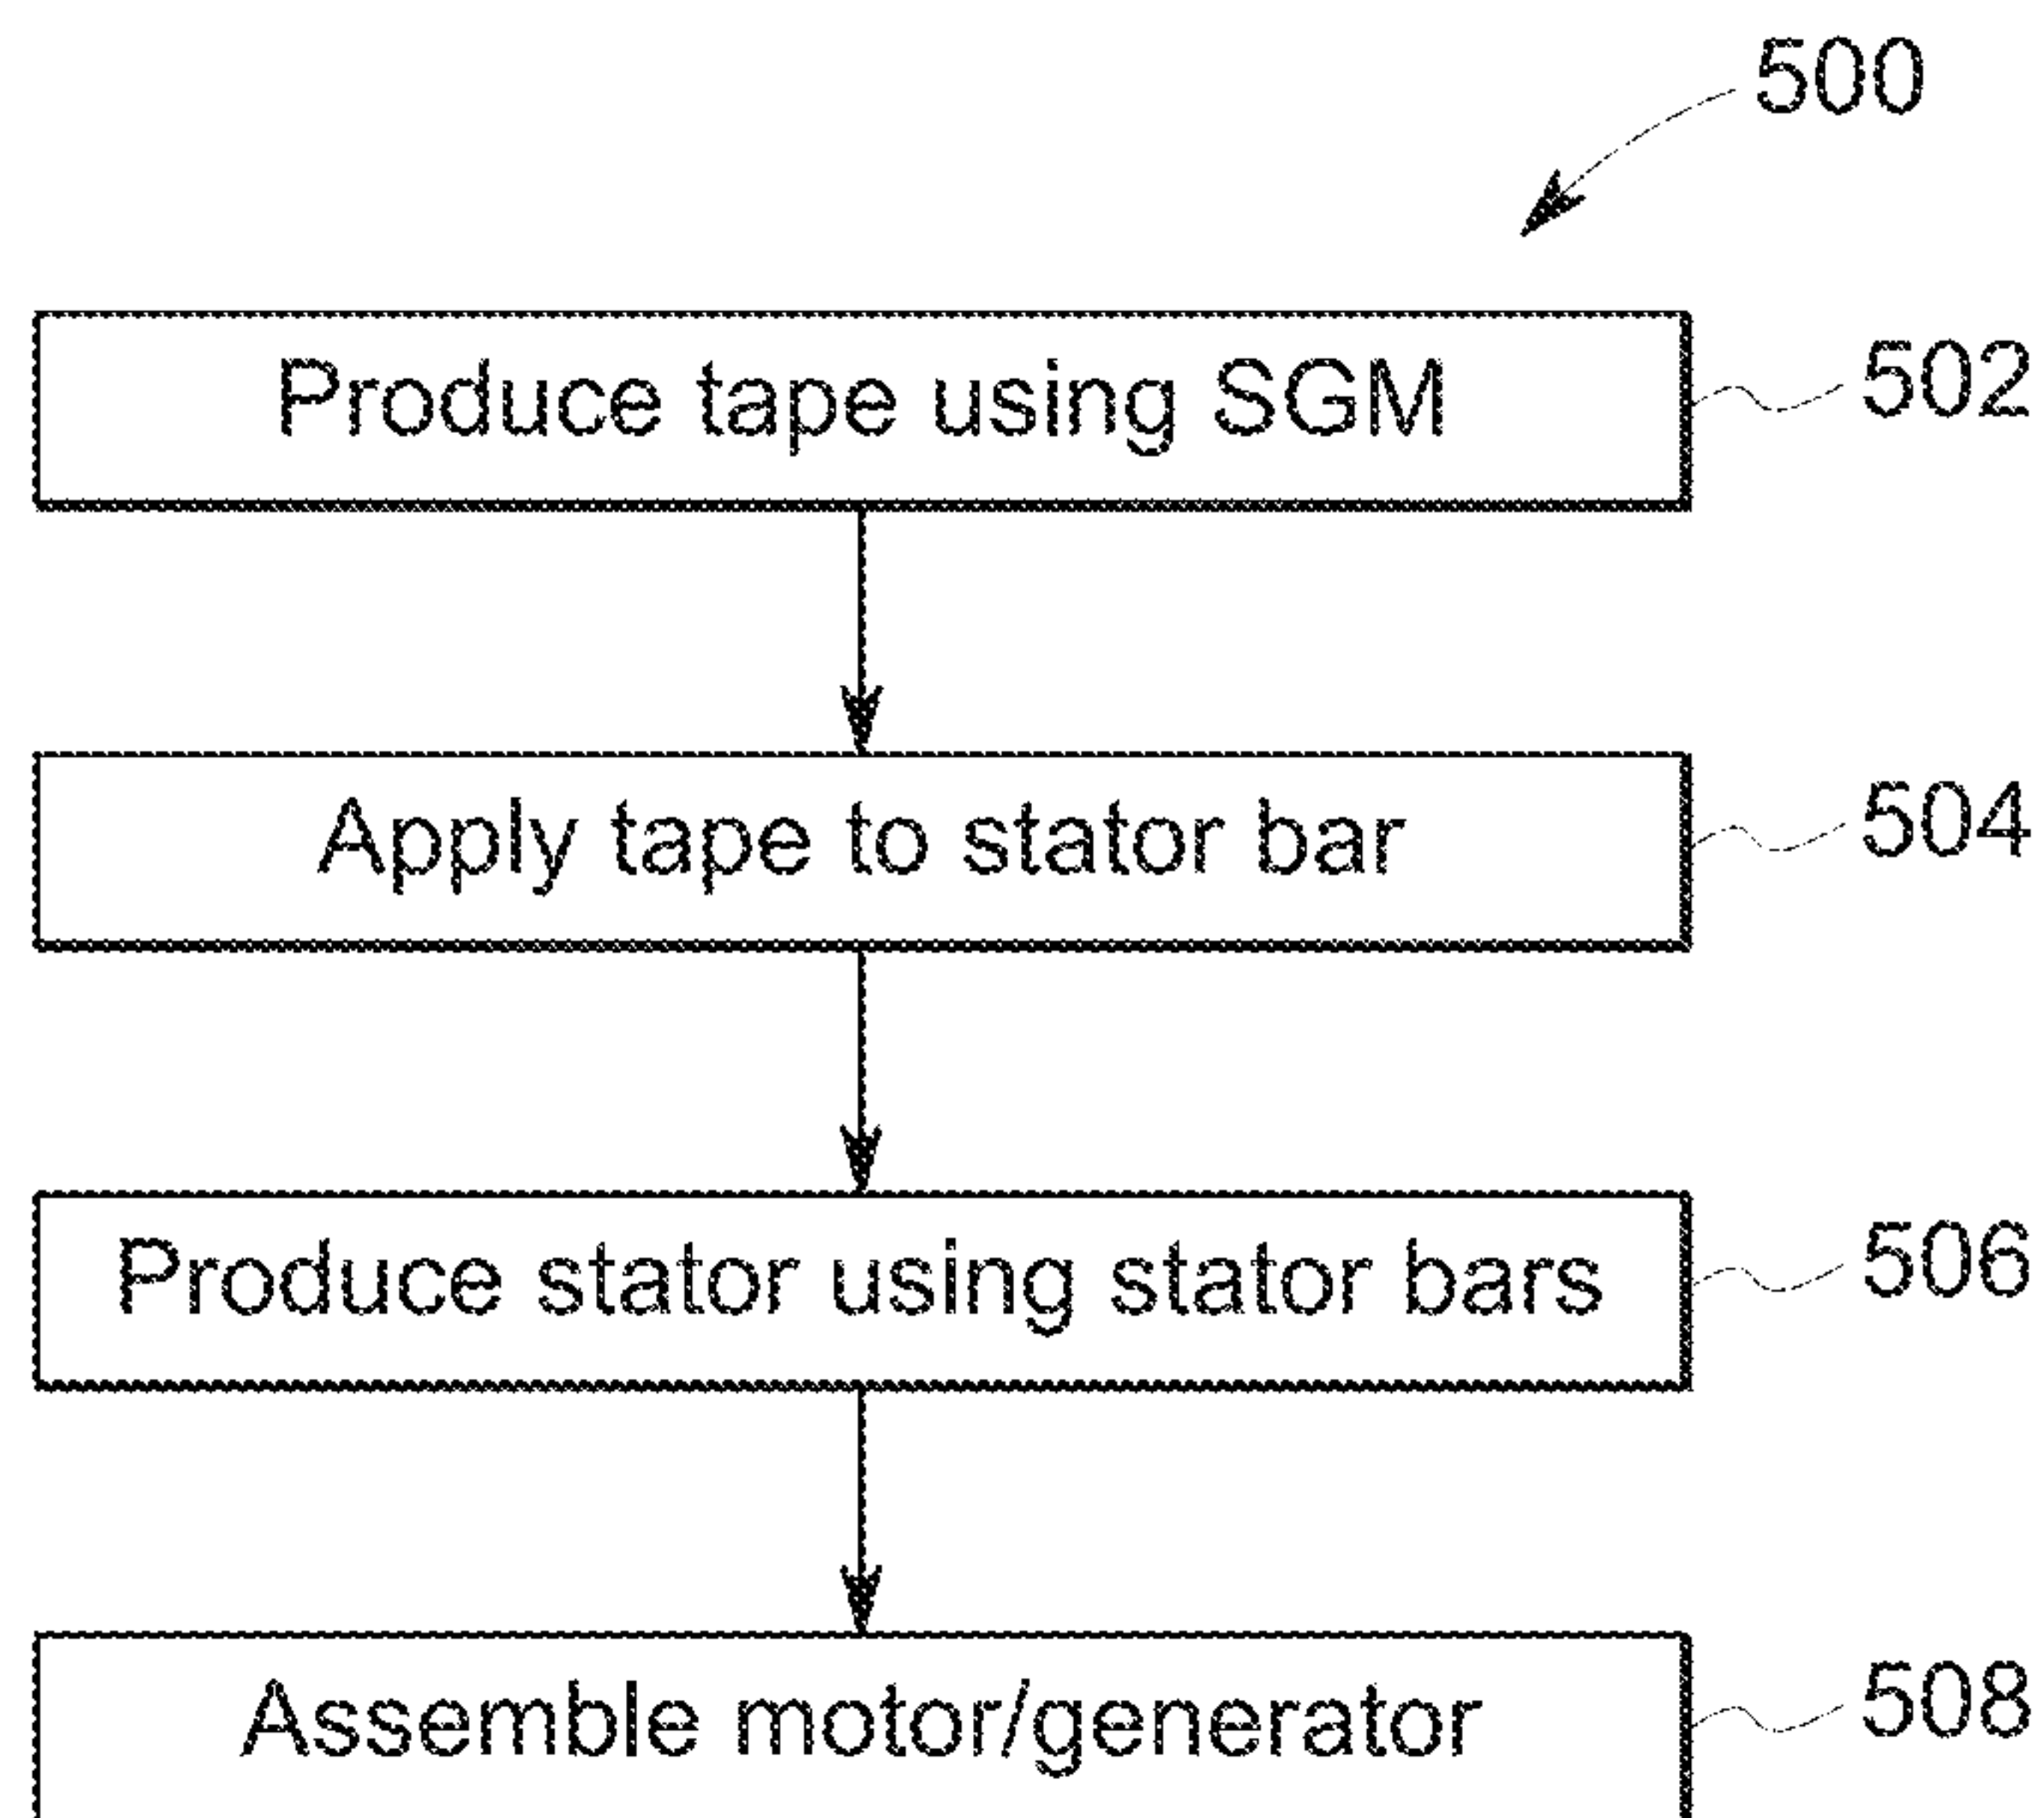 500
Produce tape using SGM 502
Apply tape to stator bar 504
Produce stator using stator bars 506
Assemble motor/generator 508